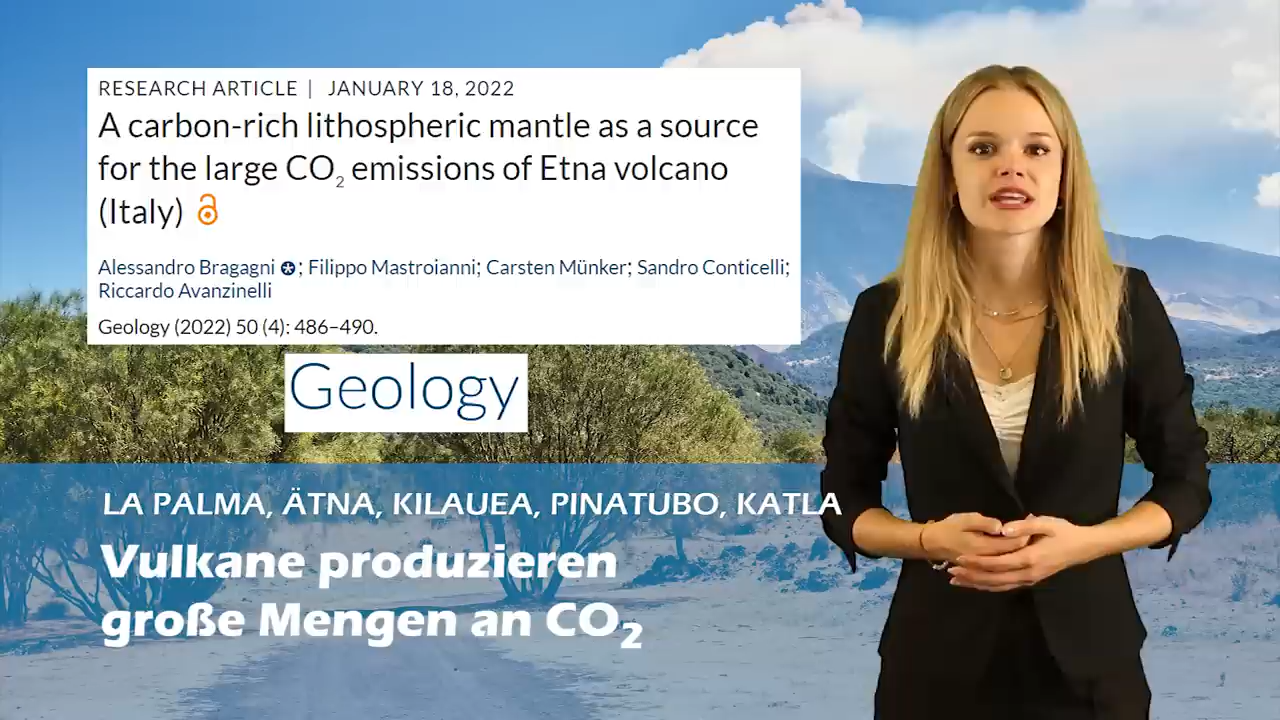 RESEARCH ARTICLE | JANUARY 18, 2022
A carbon-rich lithospheric mantle as a source
for the large CO₂ emissions of Etna volcano
(Italy)
Alessandro Bragagni ; Filippo Mastroianni; Carsten Münker; Sandro Conticelli;
Riccardo Avanzinelli
Geology (2022) 50 (4): 486–490.
Geology
LA PALMA, ÄTNA, KILAUEA, PINATUBO, KATLA
Vulkane produzieren
große Mengen an CO₂